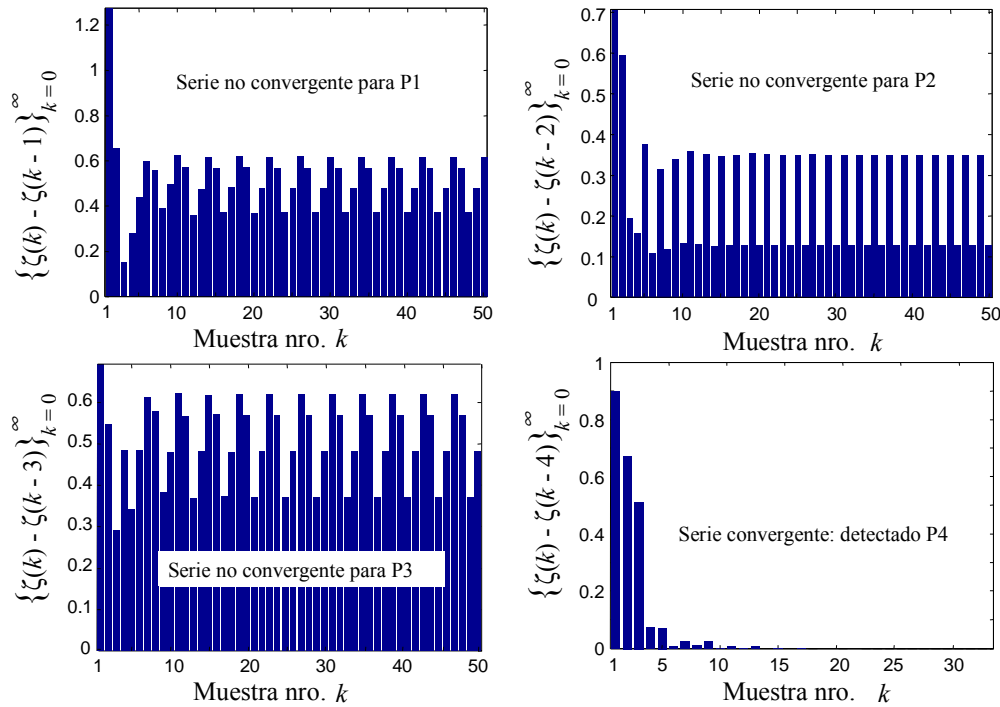 {ζ(k) - ζ(k - 1)}∞k = 0
1.2
1
0.8
0.6
0.4
0.2
0
Serie no convergente para P1
1 10 20 30 40 50
Muestra nro. k
{ζ(k) - ζ(k - 2)}∞k = 0
0.7
0.6
0.5
0.4
0.3
0.2
0.1
0
Serie no convergente para P2
1 10 20 30 40 50
Muestra nro. k
{ζ(k) - ζ(k - 3)}∞k = 0
0.6
0.5
0.4
0.3
0.2
0.1
0
Serie no convergente para P3
1 10 20 30 40 50
Muestra nro. k
{ζ(k) - ζ(k - 4)}∞k = 0
1
0.8
0.6
0.4
0.2
0
Serie convergente: detectado P4
1 5 10 15 20 25 30
Muestra nro. k